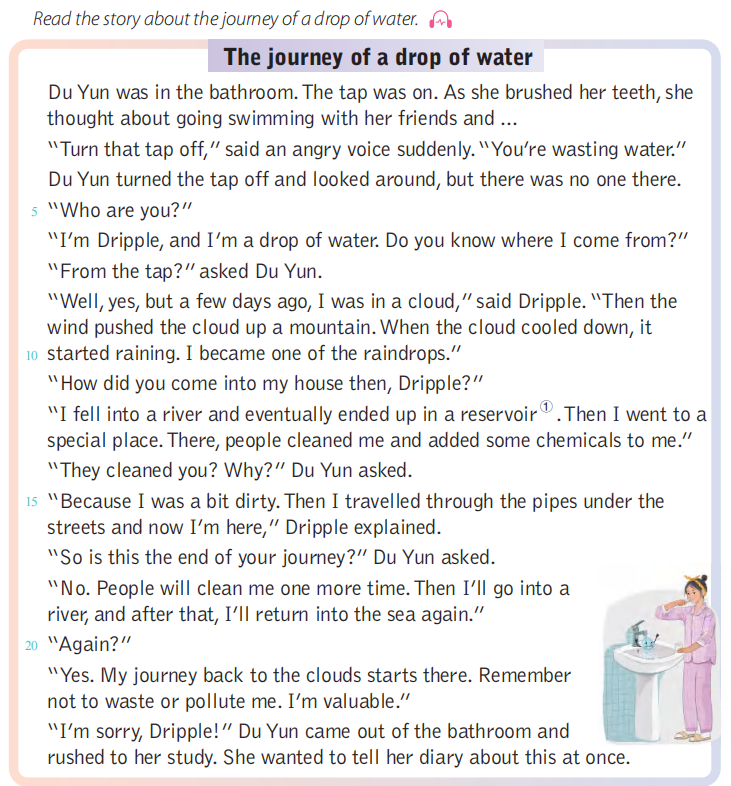 Read the story about the journey of a drop of water.
The journey of a drop of water
Du Yun was in the bathroom. The tap was on. As she brushed her teeth, she
thought about going swimming with her friends and ...
“Turn that tap off,” said an angry voice suddenly. “You’re wasting water.”
Du Yun turned the tap off and looked around, but there was no one there.
5 “Who are you?”
“I’m Dripple, and I’m a drop of water. Do you know where I come from?”
“From the tap?” asked Du Yun.
“Well, yes, but a few days ago, I was in a cloud,” said Dripple. “Then the
wind pushed the cloud up a mountain. When the cloud cooled down, it
10 started raining. I became one of the raindrops.”
“How did you come into my house then, Dripple?”
“I fell into a river and eventually ended up in a reservoir①. Then I went to a
special place. There, people cleaned me and added some chemicals to me.”
“They cleaned you? Why?” Du Yun asked.
15 “Because I was a bit dirty. Then I travelled through the pipes under the
streets and now I’m here,” Dripple explained.
“So is this the end of your journey?” Du Yun asked.
“No. People will clean me one more time. Then I’ll go into a
river, and after that, I’ll return into the sea again.”
20 “Again?”
“Yes. My journey back to the clouds starts there. Remember
not to waste or pollute me. I’m valuable.”
“I’m sorry, Dripple!” Du Yun came out of the bathroom and
rushed to her study. She wanted to tell her diary about this at once.